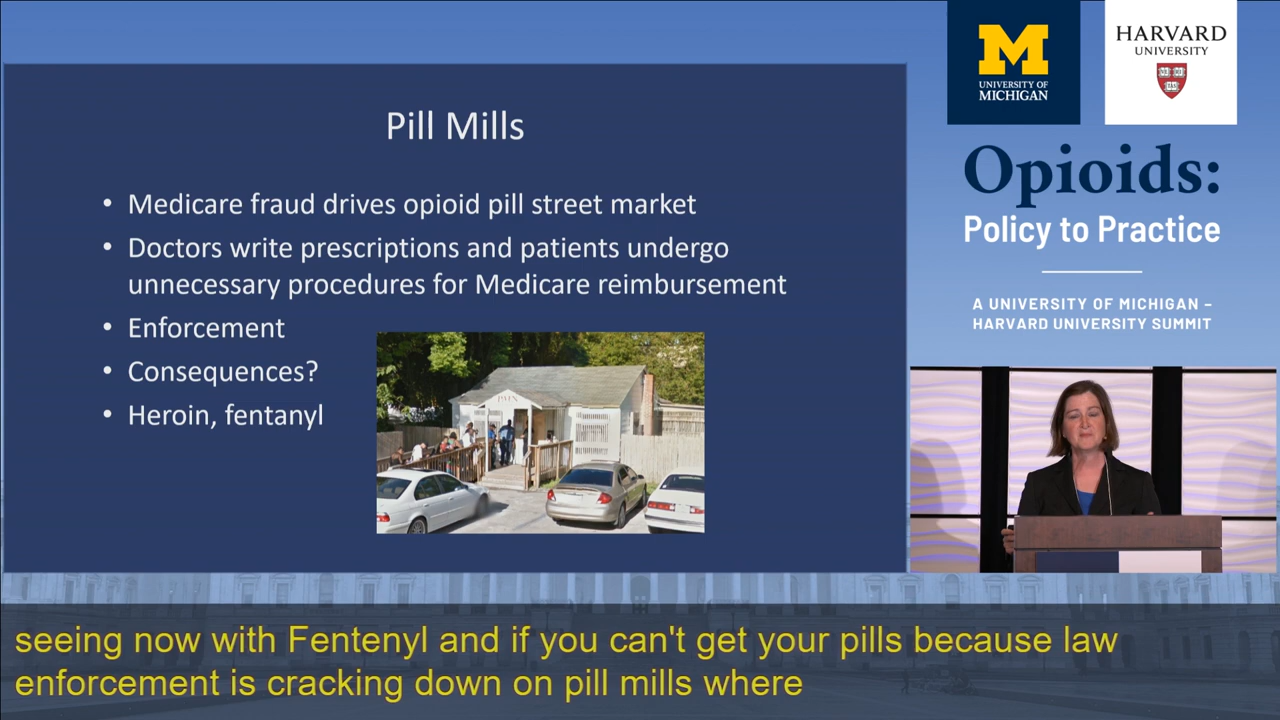 Pill Mills
• Medicare fraud drives opioid pill street market
• Doctors write prescriptions and patients undergo
unnecessary procedures for Medicare reimbursement
• Enforcement
• Consequences?
• Heroin, fentanyl
PAIN
M
UNIVERSITY OF
MICHIGAN
HARVARD
UNIVERSITY
Opioids:
Policy to Practice
A UNIVERSITY OF MICHIGAN –
HARVARD UNIVERSITY SUMMIT
seeing now with Fentenyl and if you can't get your pills because law
enforcement is cracking down on pill mills where